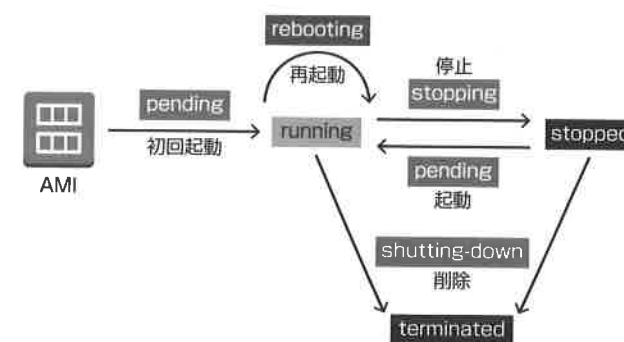 rebooting
再起動
停止
stopping
pending
初回起動
running
stopped
AMI
pending
起動
shutting-down
削除
terminated